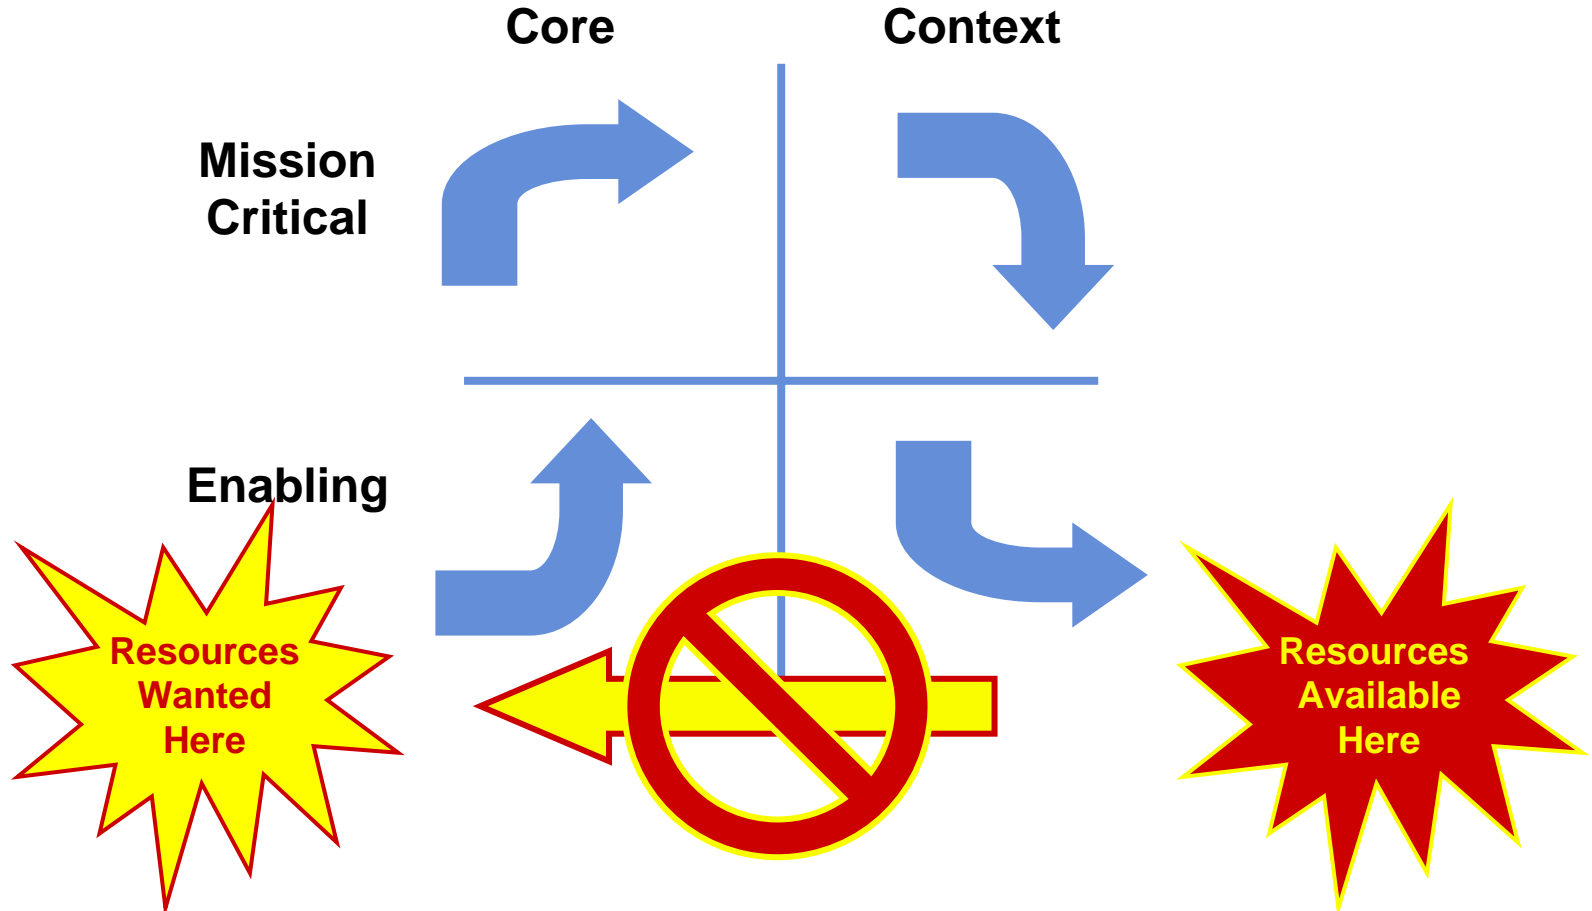 Core
Context
Mission
Critical
Enabling
Resources
Wanted
Here
Resources
Available
Here